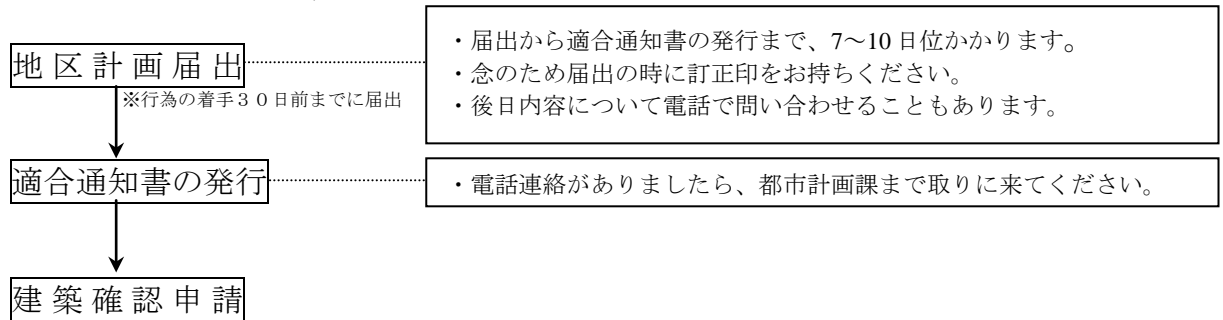 地区計画届出
※行為の着手３０日前までに届出
・届出から適合通知書の発行まで、7～10日位かかります。
・念のため届出の時に訂正印をお持ちください。
・後日内容について電話で問い合わせることもあります。
適合通知書の発行
・電話連絡がありましたら、都市計画課まで取りに来てください。
建築確認申請